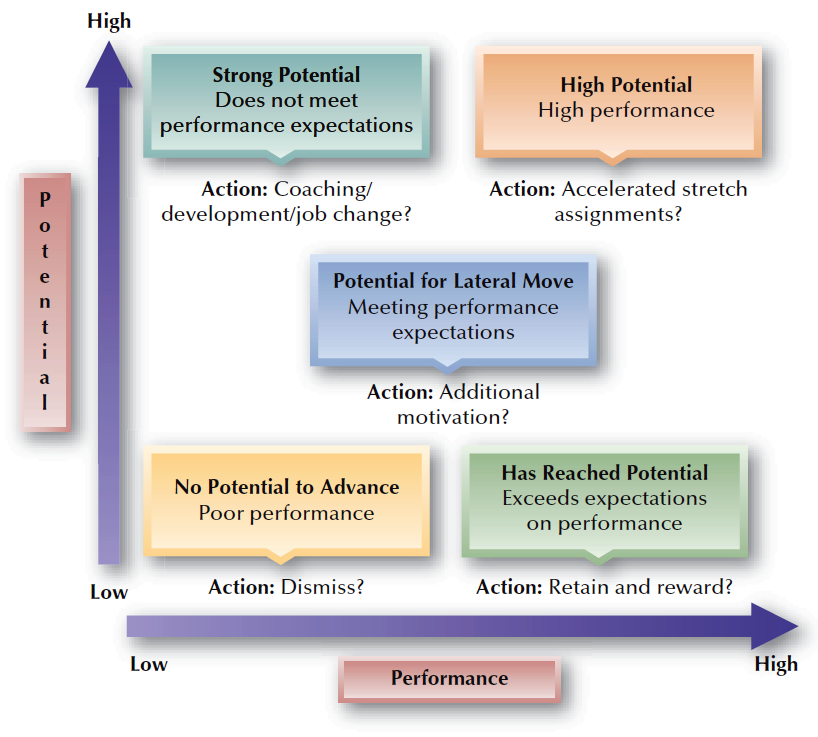 High
Strong Potential
Does not meet
performance expectations
High Potential
High performance
Action: Coaching/
development/job change?
Action: Accelerated stretch
assignments?
Potential
Potential for Lateral Move
Meeting performance
expectations
Action: Additional
motivation?
No Potential to Advance
Poor performance
Has Reached Potential
Exceeds expectations
on performance
Action: Dismiss?
Action: Retain and reward?
Low
Low
High
Performance